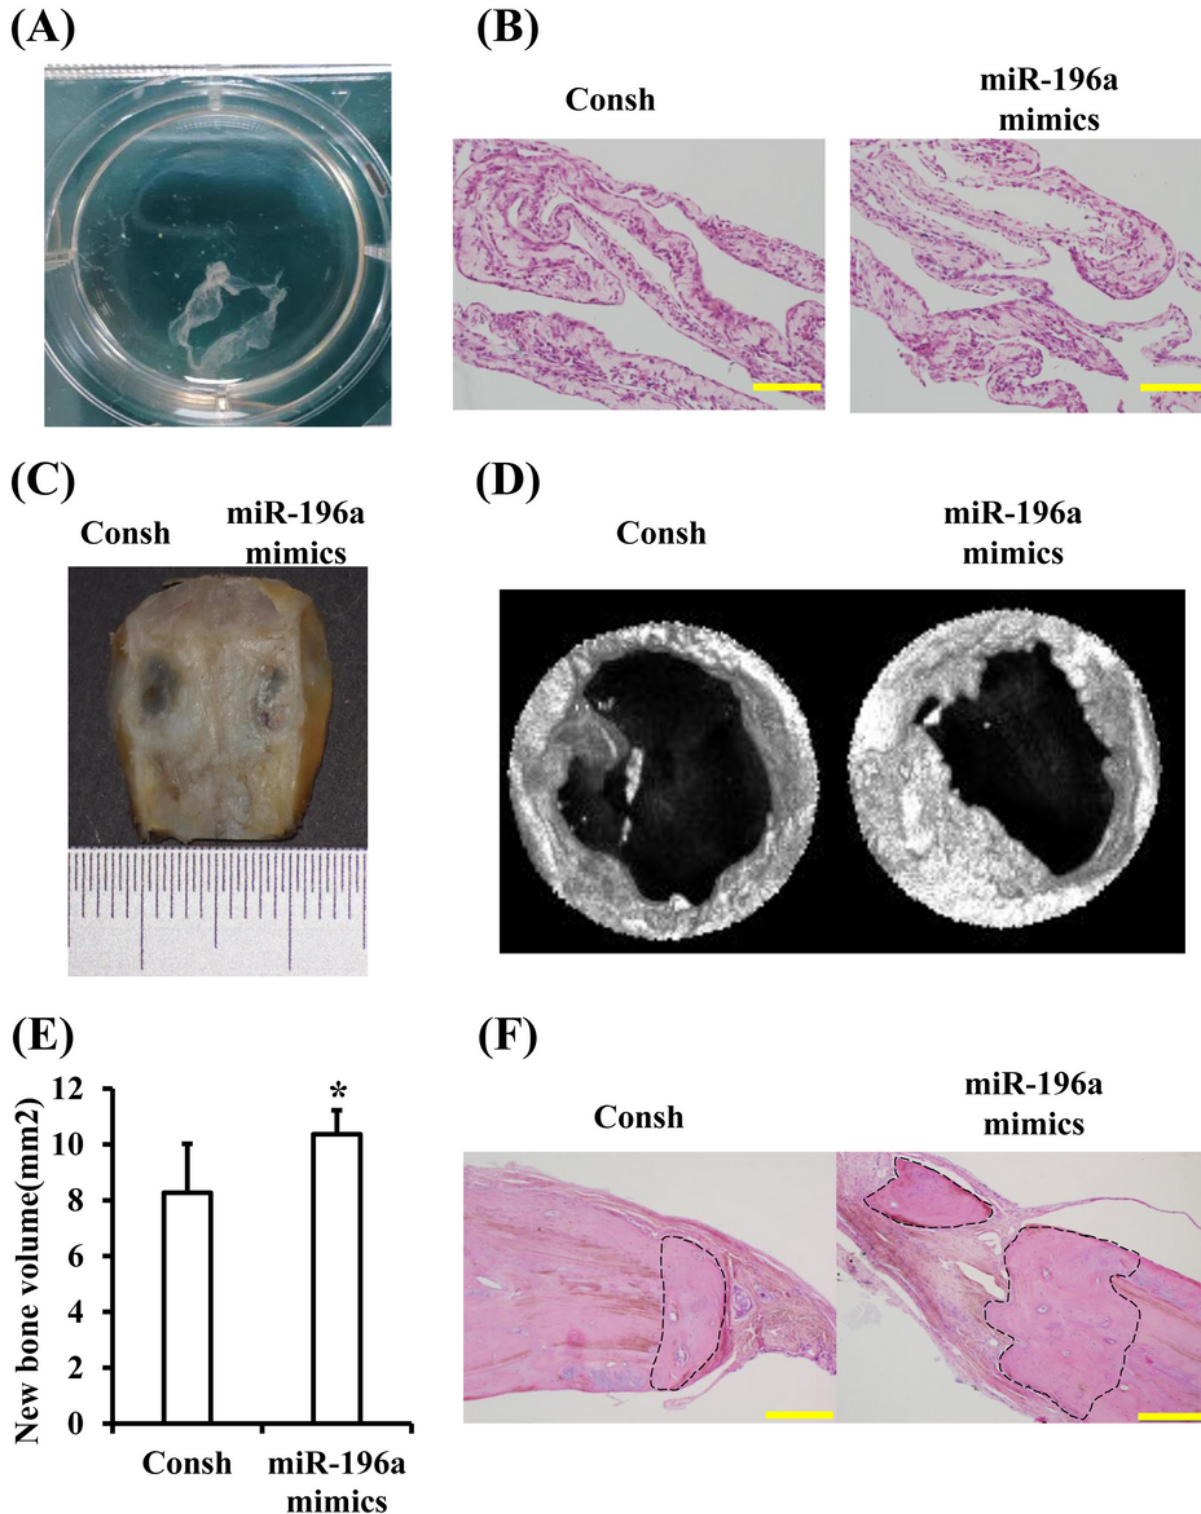 (A)
(B)
Consh
miR-196a
mimics
(C)
Consh
miR-196a
mimics
(D)
Consh
miR-196a
mimics
(E)
New bone volume(mm2)
12
10
8
6
4
2
0
*
Consh
miR-196a
mimics
(F)
Consh
miR-196a
mimics